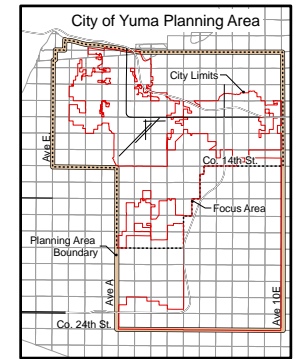 City of Yuma Planning Area
City Limits
Ave E
Co. 14th St.
Focus Area
Planning Area
Boundary
Ave A
Ave 10E
Co. 24th St.